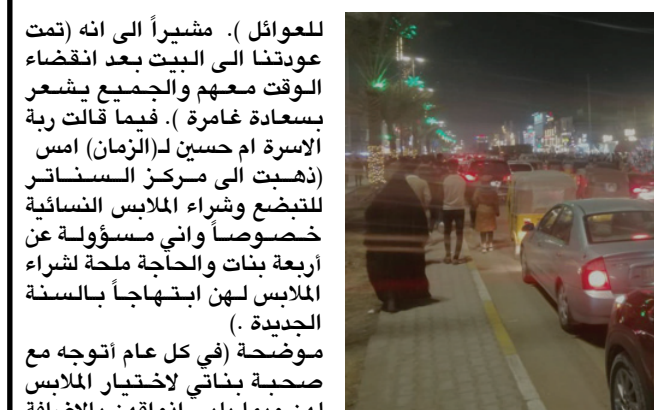 للعوائل ). مشيراً الى انه (تمت
عودتنا الى البيت بعد انقضاء
الوقت معهم والجميع يشعر
بسعادة غامرة ). فيما قالت ربة
الاسرة ام حسين لـ(الزمان) امس
(ذهبت الى مركز السناتر
للتبضع وشراء الملابس النسائية
خصوصاً واني مسؤولة عن
أربعة بنات والحاجة ملحة لشراء
الملابس لهن ابتهاجاً بالسنة
الجديدة .)
موضحة (في كل عام أتوجه مع
صحبة بناتي لاختيار الملابس